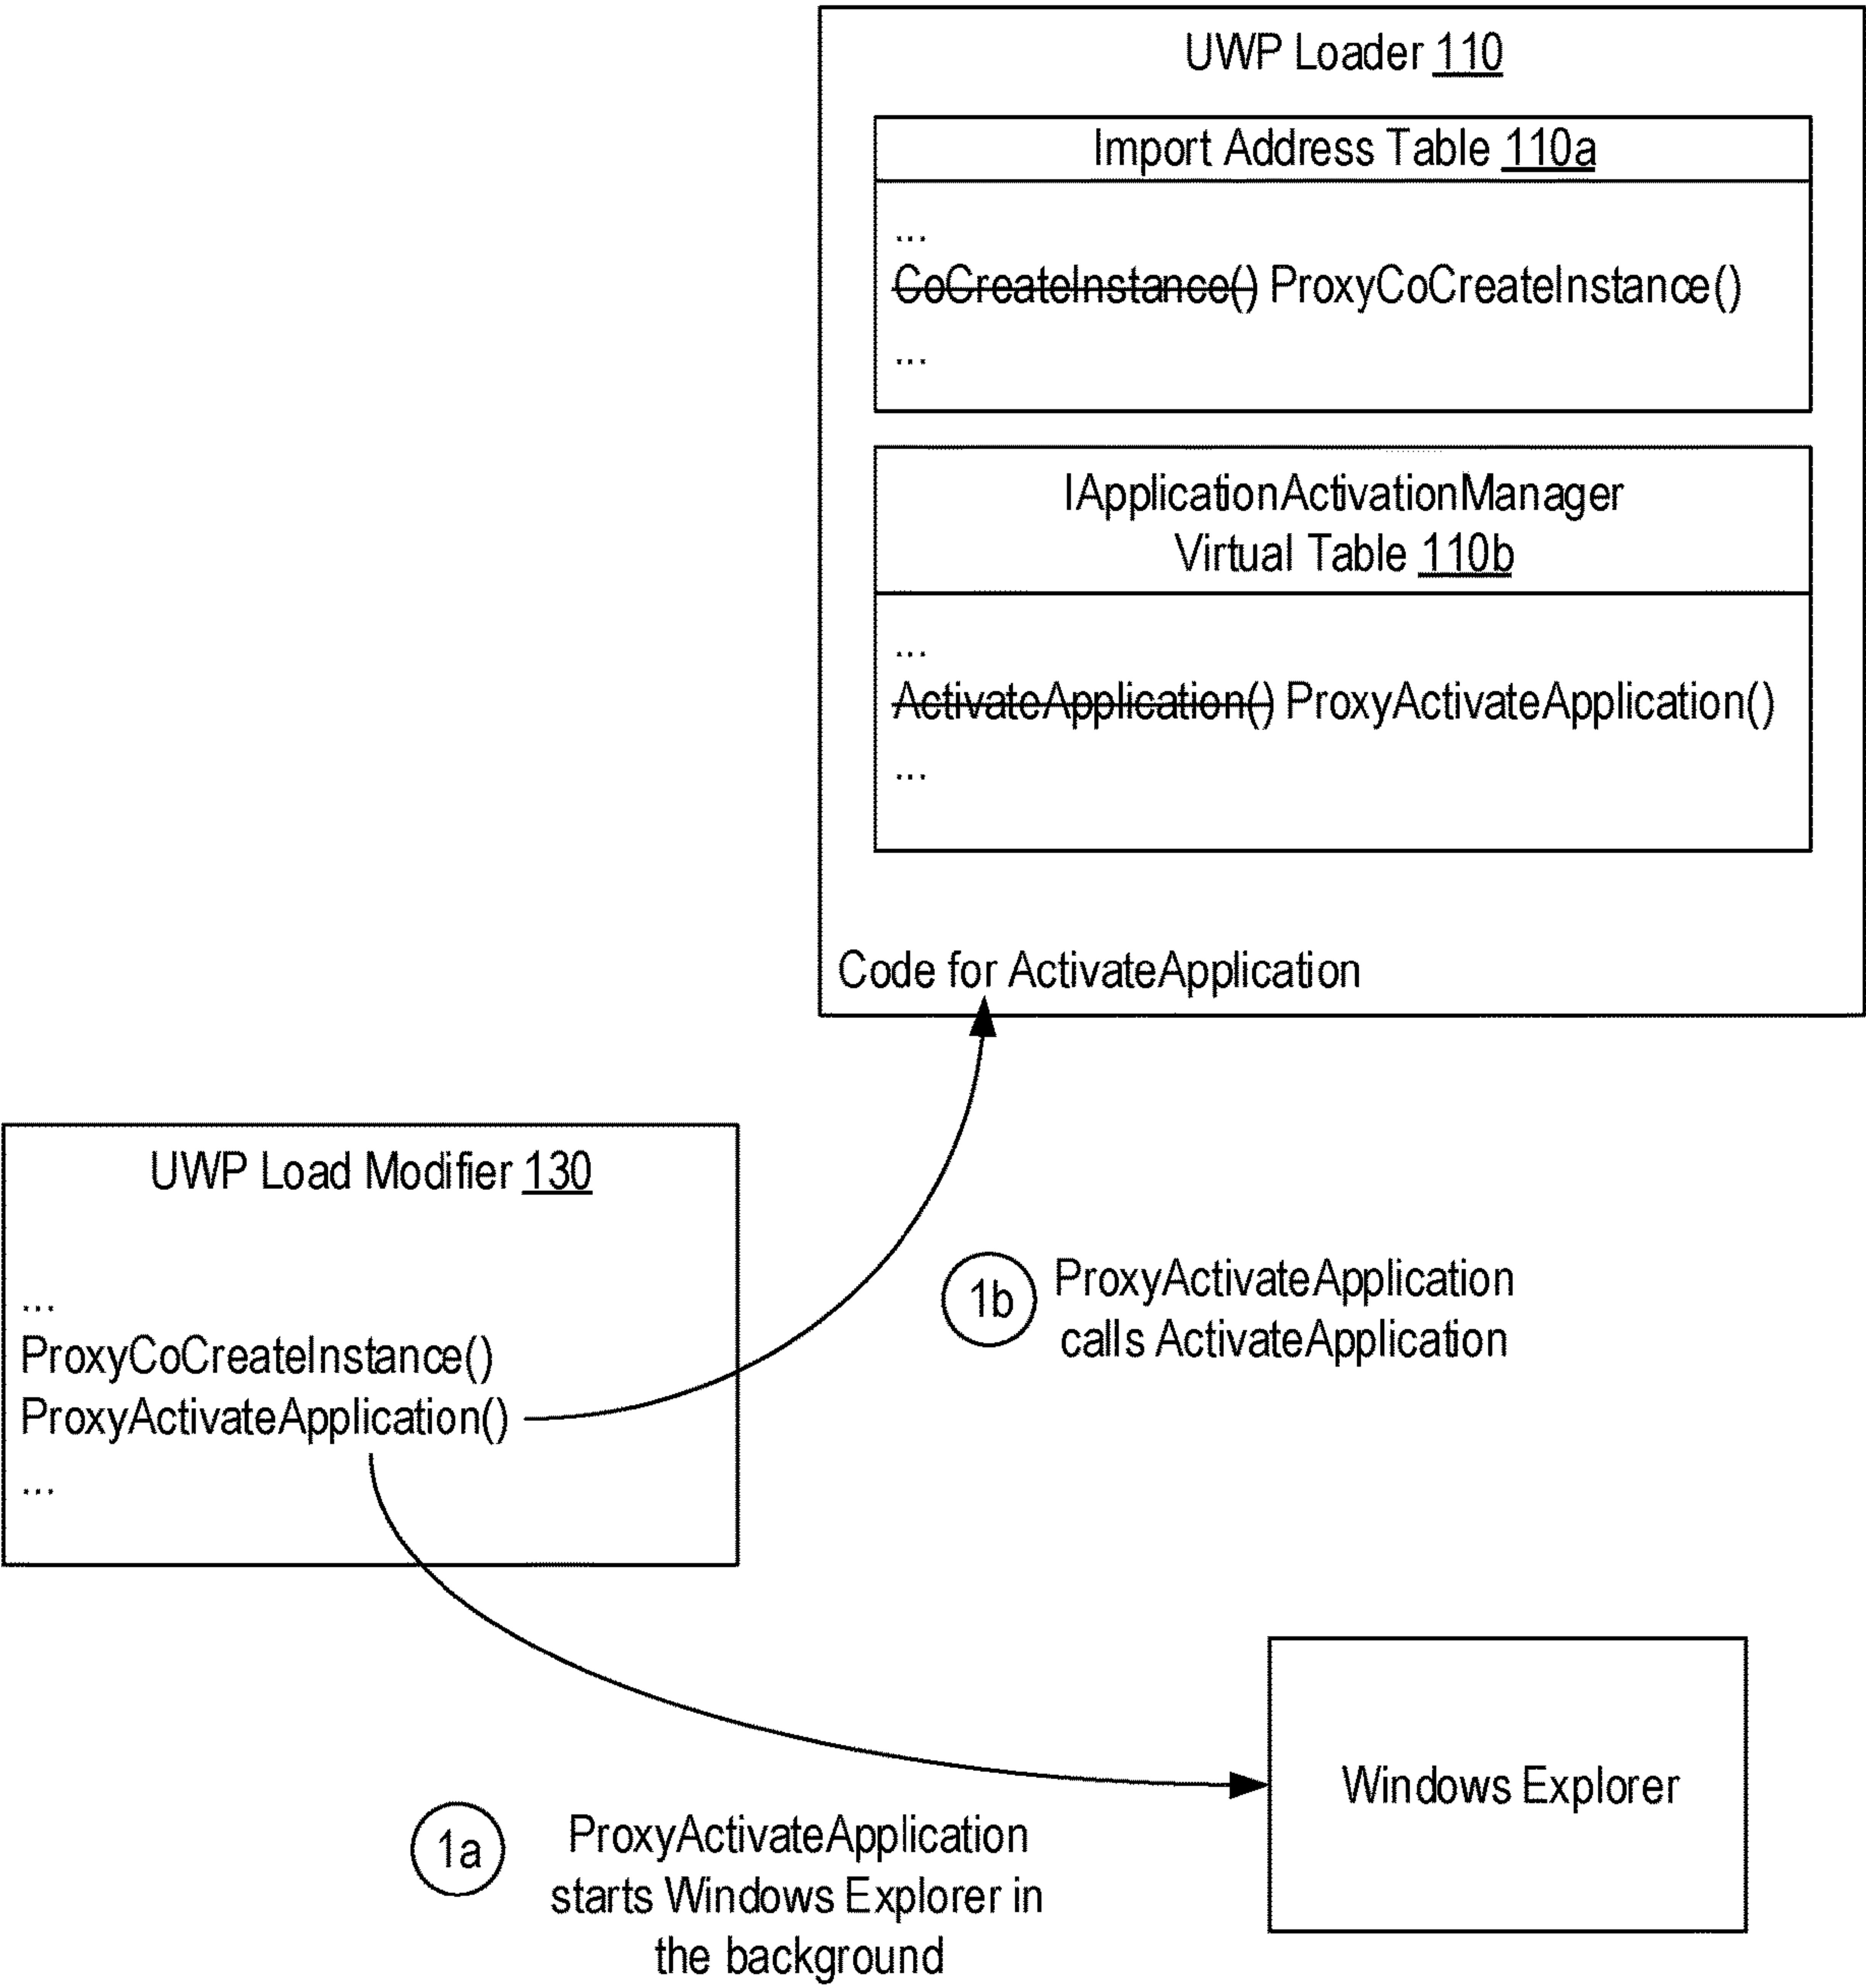 UWP Loader 110
Import Address Table 110a
...
CoCreateInstance() ProxyCoCreateInstance()
...
IApplicationActivationManager
Virtual Table 110b
...
ActivateApplication() ProxyActivateApplication()
...
Code for ActivateApplication
UWP Load Modifier 130
...
ProxyCoCreateInstance()
ProxyActivateApplication()
...
1b
ProxyActivateApplication
calls ActivateApplication
Windows Explorer
1a
ProxyActivateApplication
starts Windows Explorer in
the background